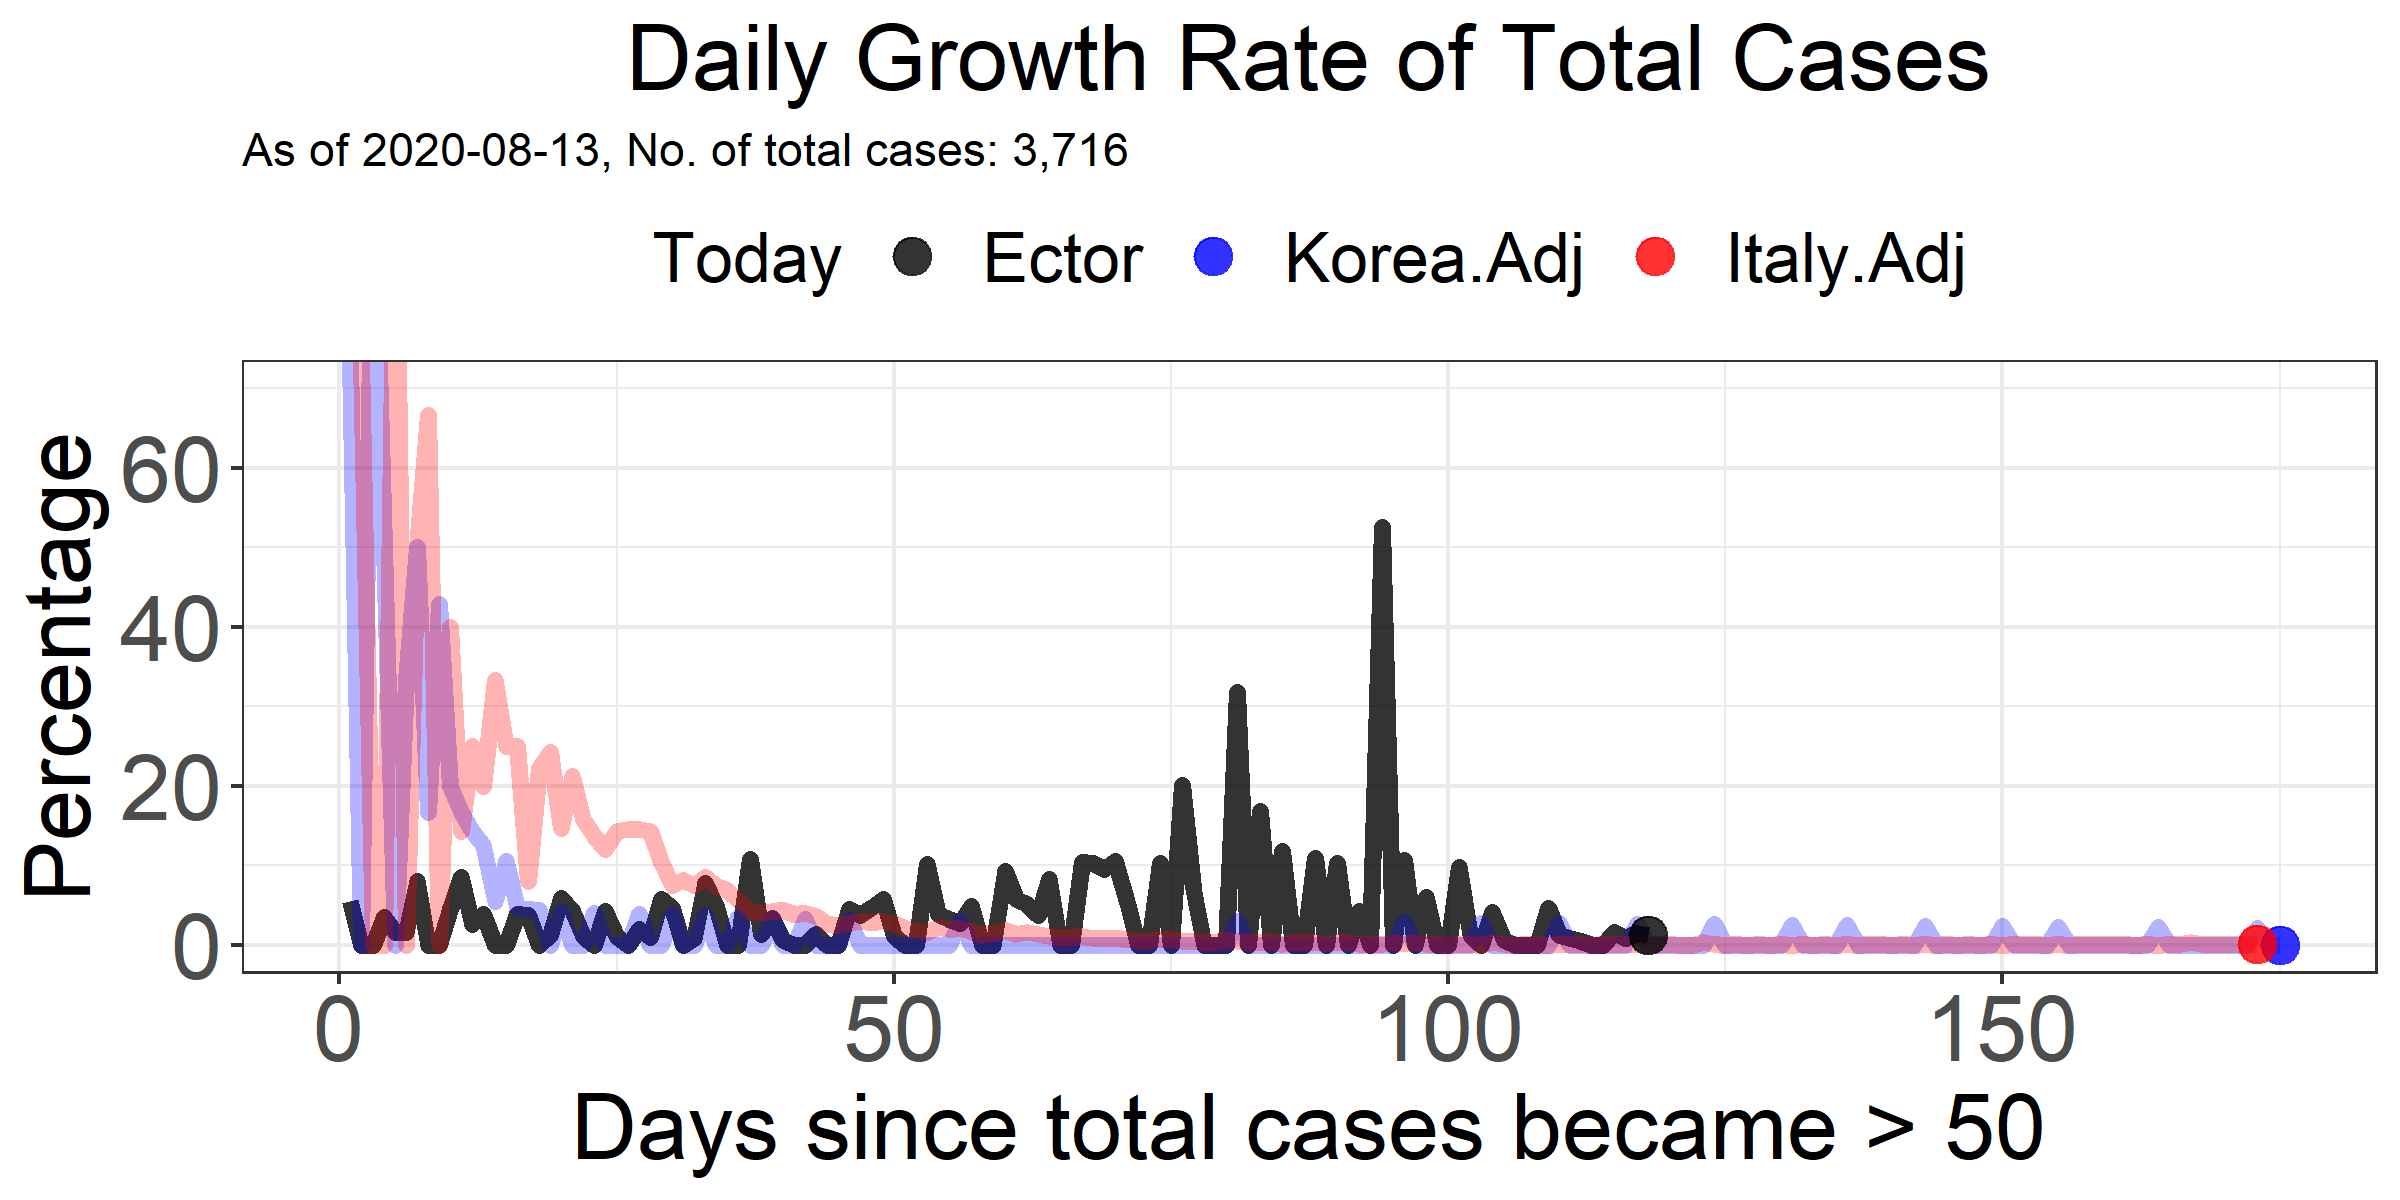 Daily Growth Rate of Total Cases
As of 2020-08-13, No. of total cases: 3,716
Today Ector Korea.Adj Italy.Adj
Percentage
60
40
20
0
0 50 100 150
Days since total cases became > 50